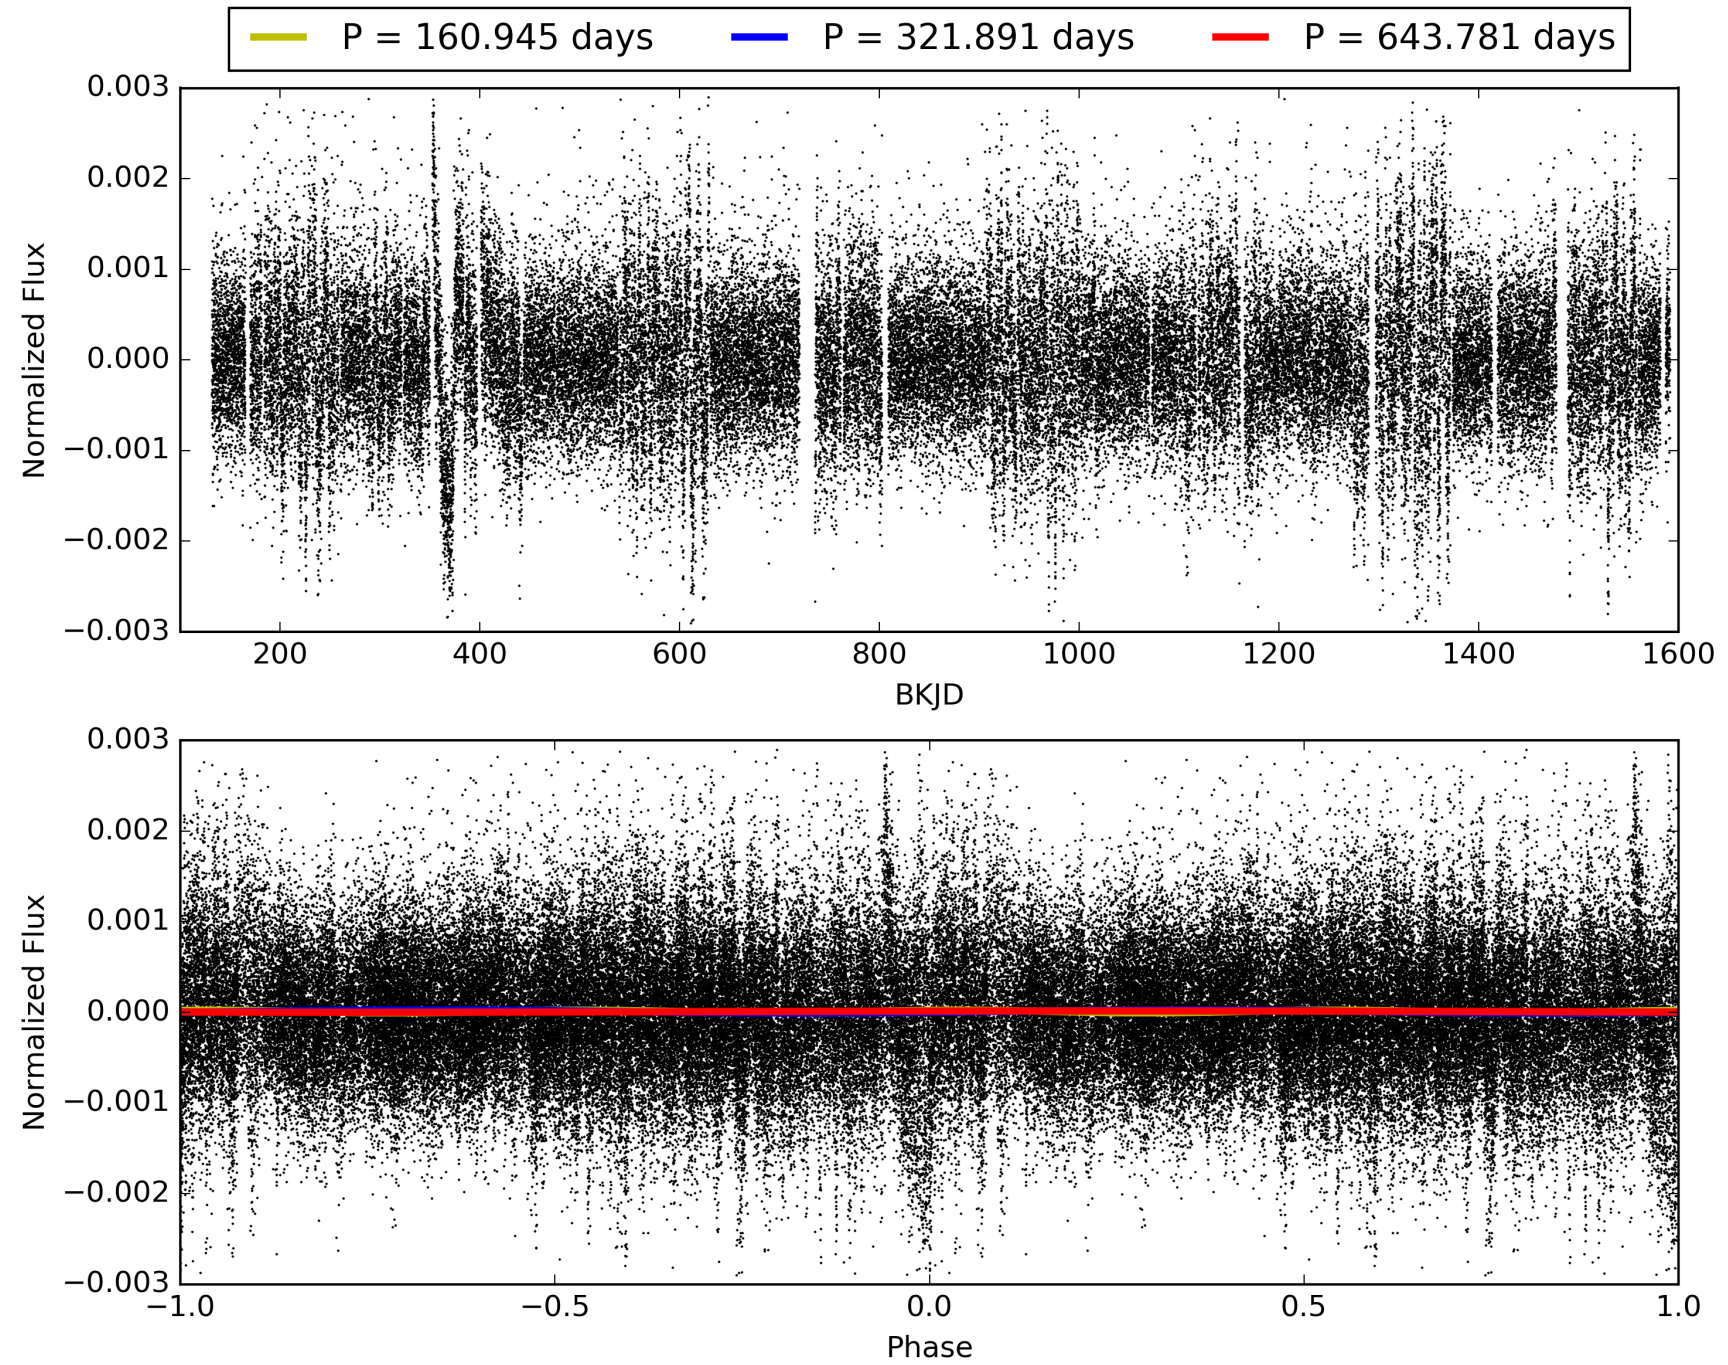 P = 160.945 days P = 321.891 days P = 643.781 days
0.003
0.002
0.001
0.000
−0.001
−0.002
−0.003
Normalized Flux
200 400 600 800 1000 1200 1400 1600
BKJD
0.003
0.002
0.001
0.000
−0.001
−0.002
−0.003
Normalized Flux
−1.0 −0.5 0.0 0.5 1.0
Phase